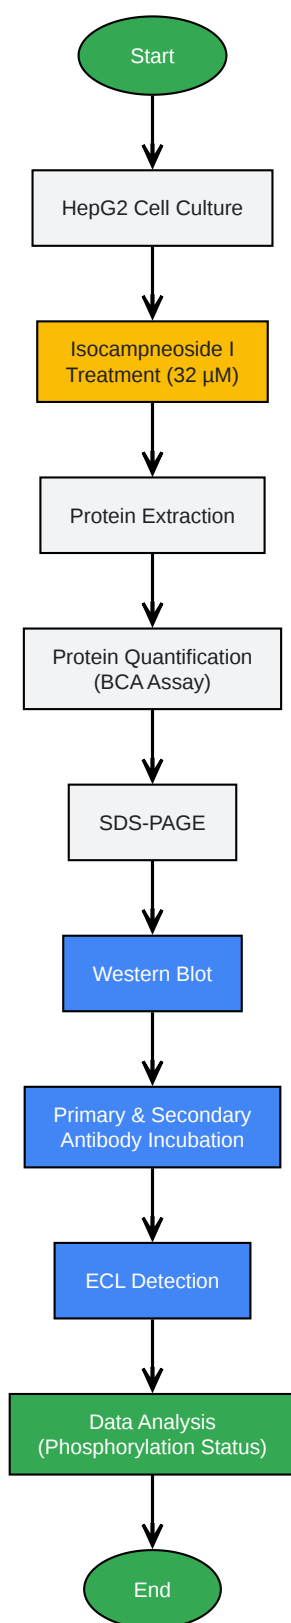 Start
HepG2 Cell Culture
Isocampneoside I
Treatment (32 µM)
Protein Extraction
Protein Quantification
(BCA Assay)
SDS-PAGE
Western Blot
Primary & Secondary
Antibody Incubation
ECL Detection
Data Analysis
(Phosphorylation Status)
End